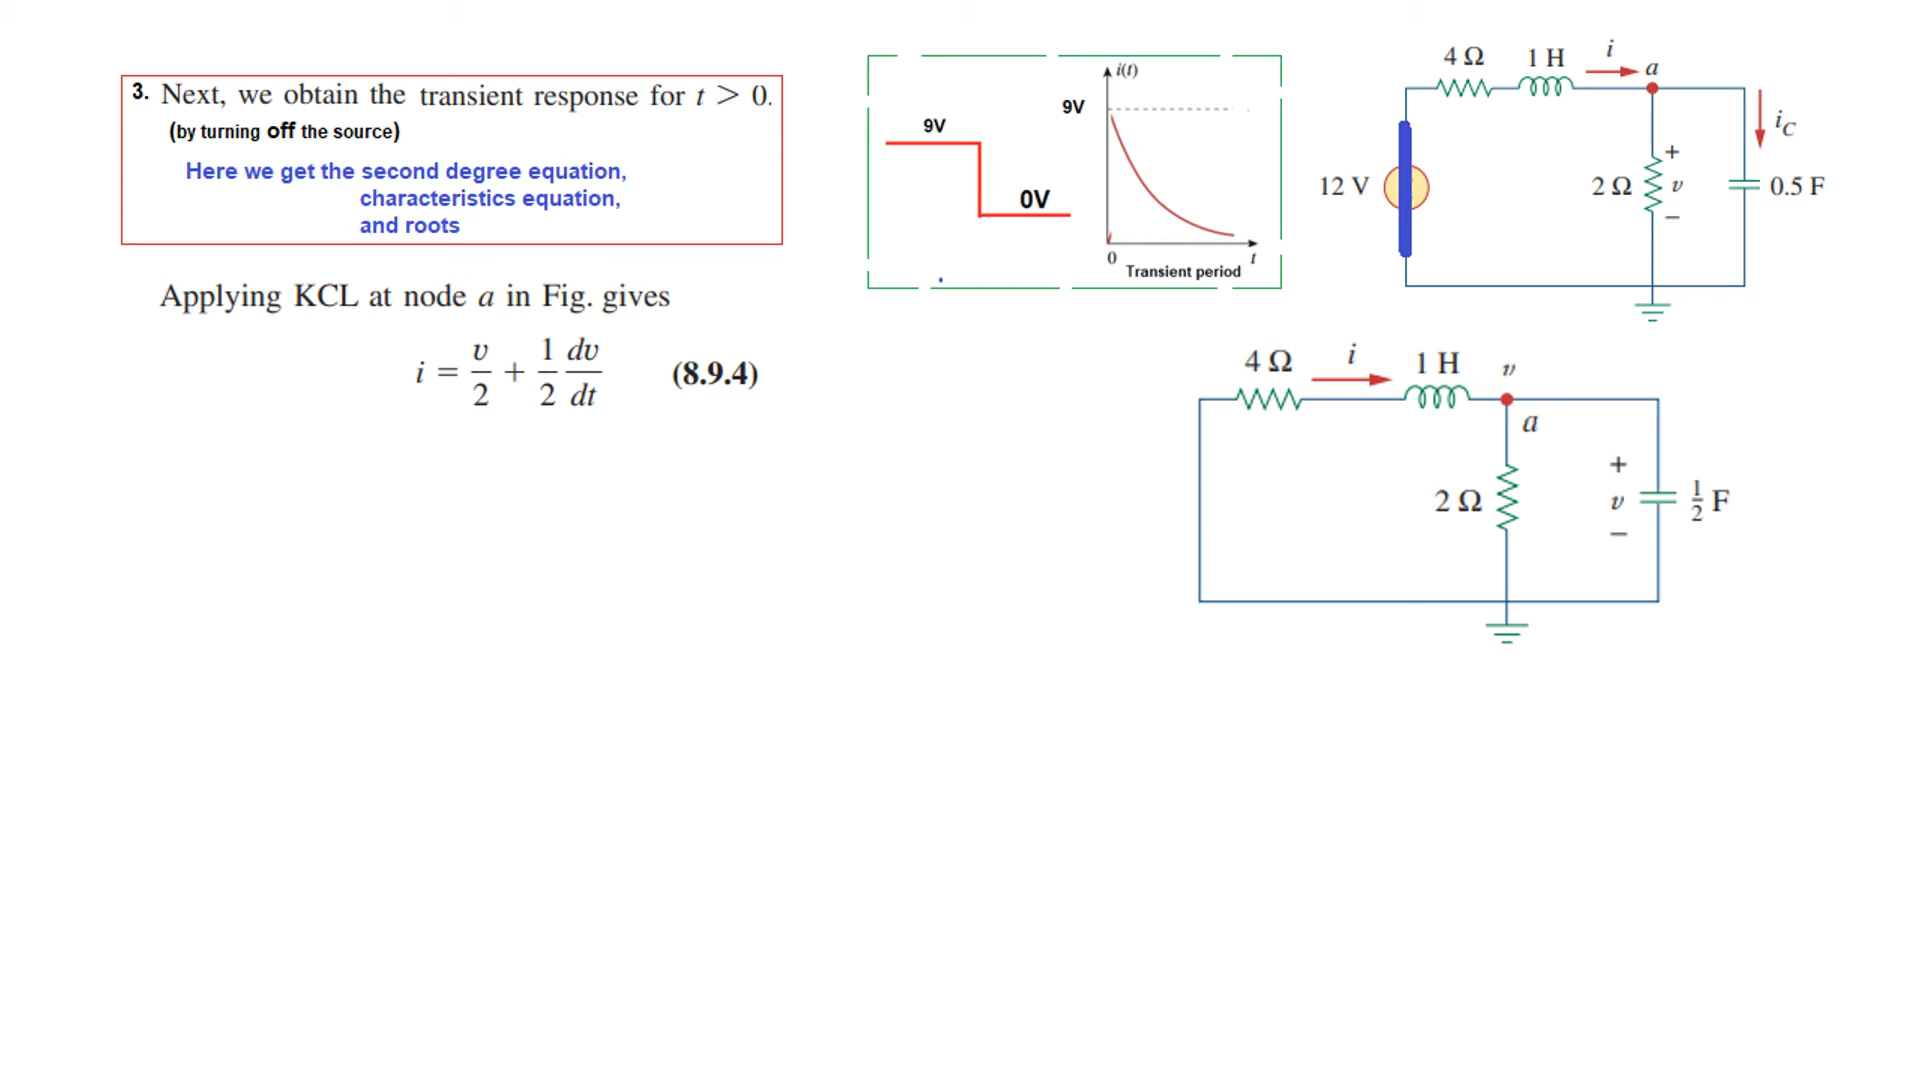 3. Next, we obtain the transient response for t > 0.
(by turning off the source)
Here we get the second degree equation,
characteristics equation,
and roots
Applying KCL at node a in Fig. gives
i = v/2 + 1/2 dv/dt (8.9.4)
9V
0V
9V
i(t)
0
t
Transient period
4 Ω
1 H
i
a
iC
12 V
2 Ω
+
v
−
0.5 F
4 Ω
i
1 H
v
a
2 Ω
+
v
−
1/2 F